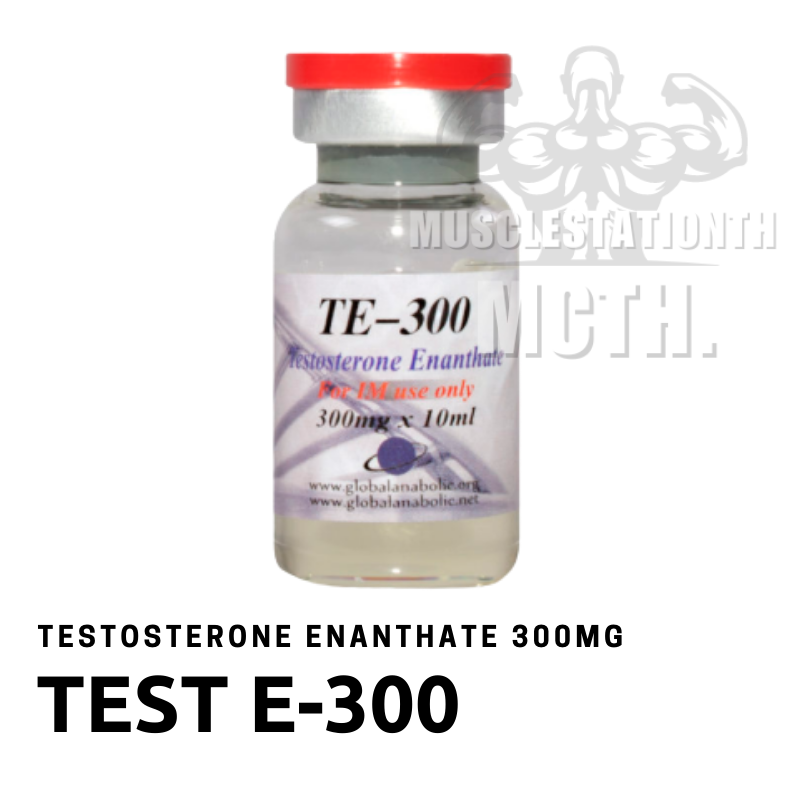 MUSCLESTATIONTH
MCTH.
TE-300
Testosterone Enanthate
For IM use only
300mg x 10ml
www.globalanabolic.org
www.globalanabolic.net
TESTOSTERONE ENANTHATE 300MG
TEST E-300